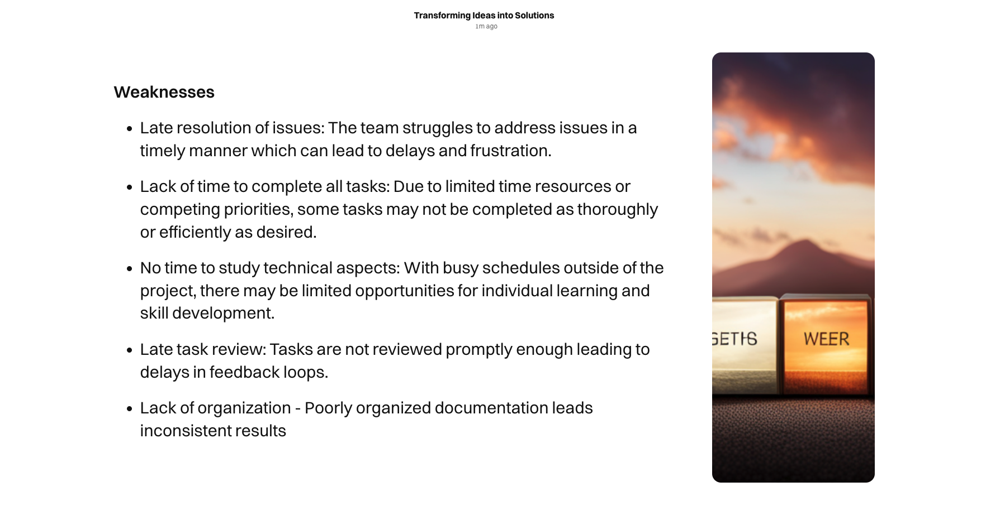 Transforming Ideas into Solutions
1m ago
Weaknesses
• Late resolution of issues: The team struggles to address issues in a
timely manner which can lead to delays and frustration.
• Lack of time to complete all tasks: Due to limited time resources or
competing priorities, some tasks may not be completed as thoroughly
or efficiently as desired.
• No time to study technical aspects: With busy schedules outside of the
project, there may be limited opportunities for individual learning and
skill development.
• Late task review: Tasks are not reviewed promptly enough leading to
delays in feedback loops.
• Lack of organization - Poorly organized documentation leads
inconsistent results
WEER